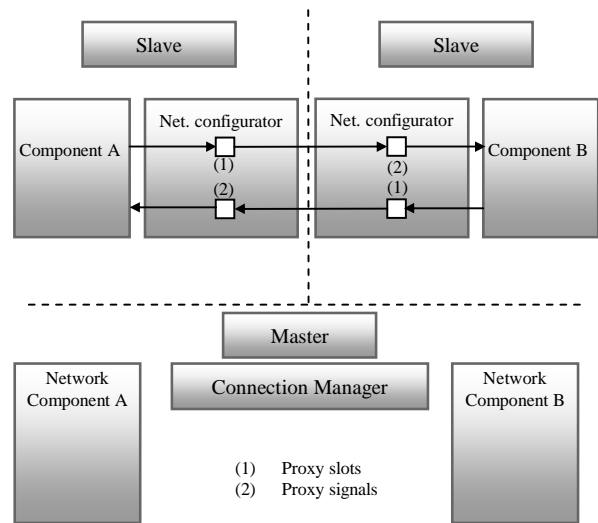 Slave
Slave
Component A
Net. configurator
Net. configurator
Component B
(1)
(2)
(2)
(1)
Master
Connection Manager
Network
Component A
Network
Component B
(1) Proxy slots
(2) Proxy signals